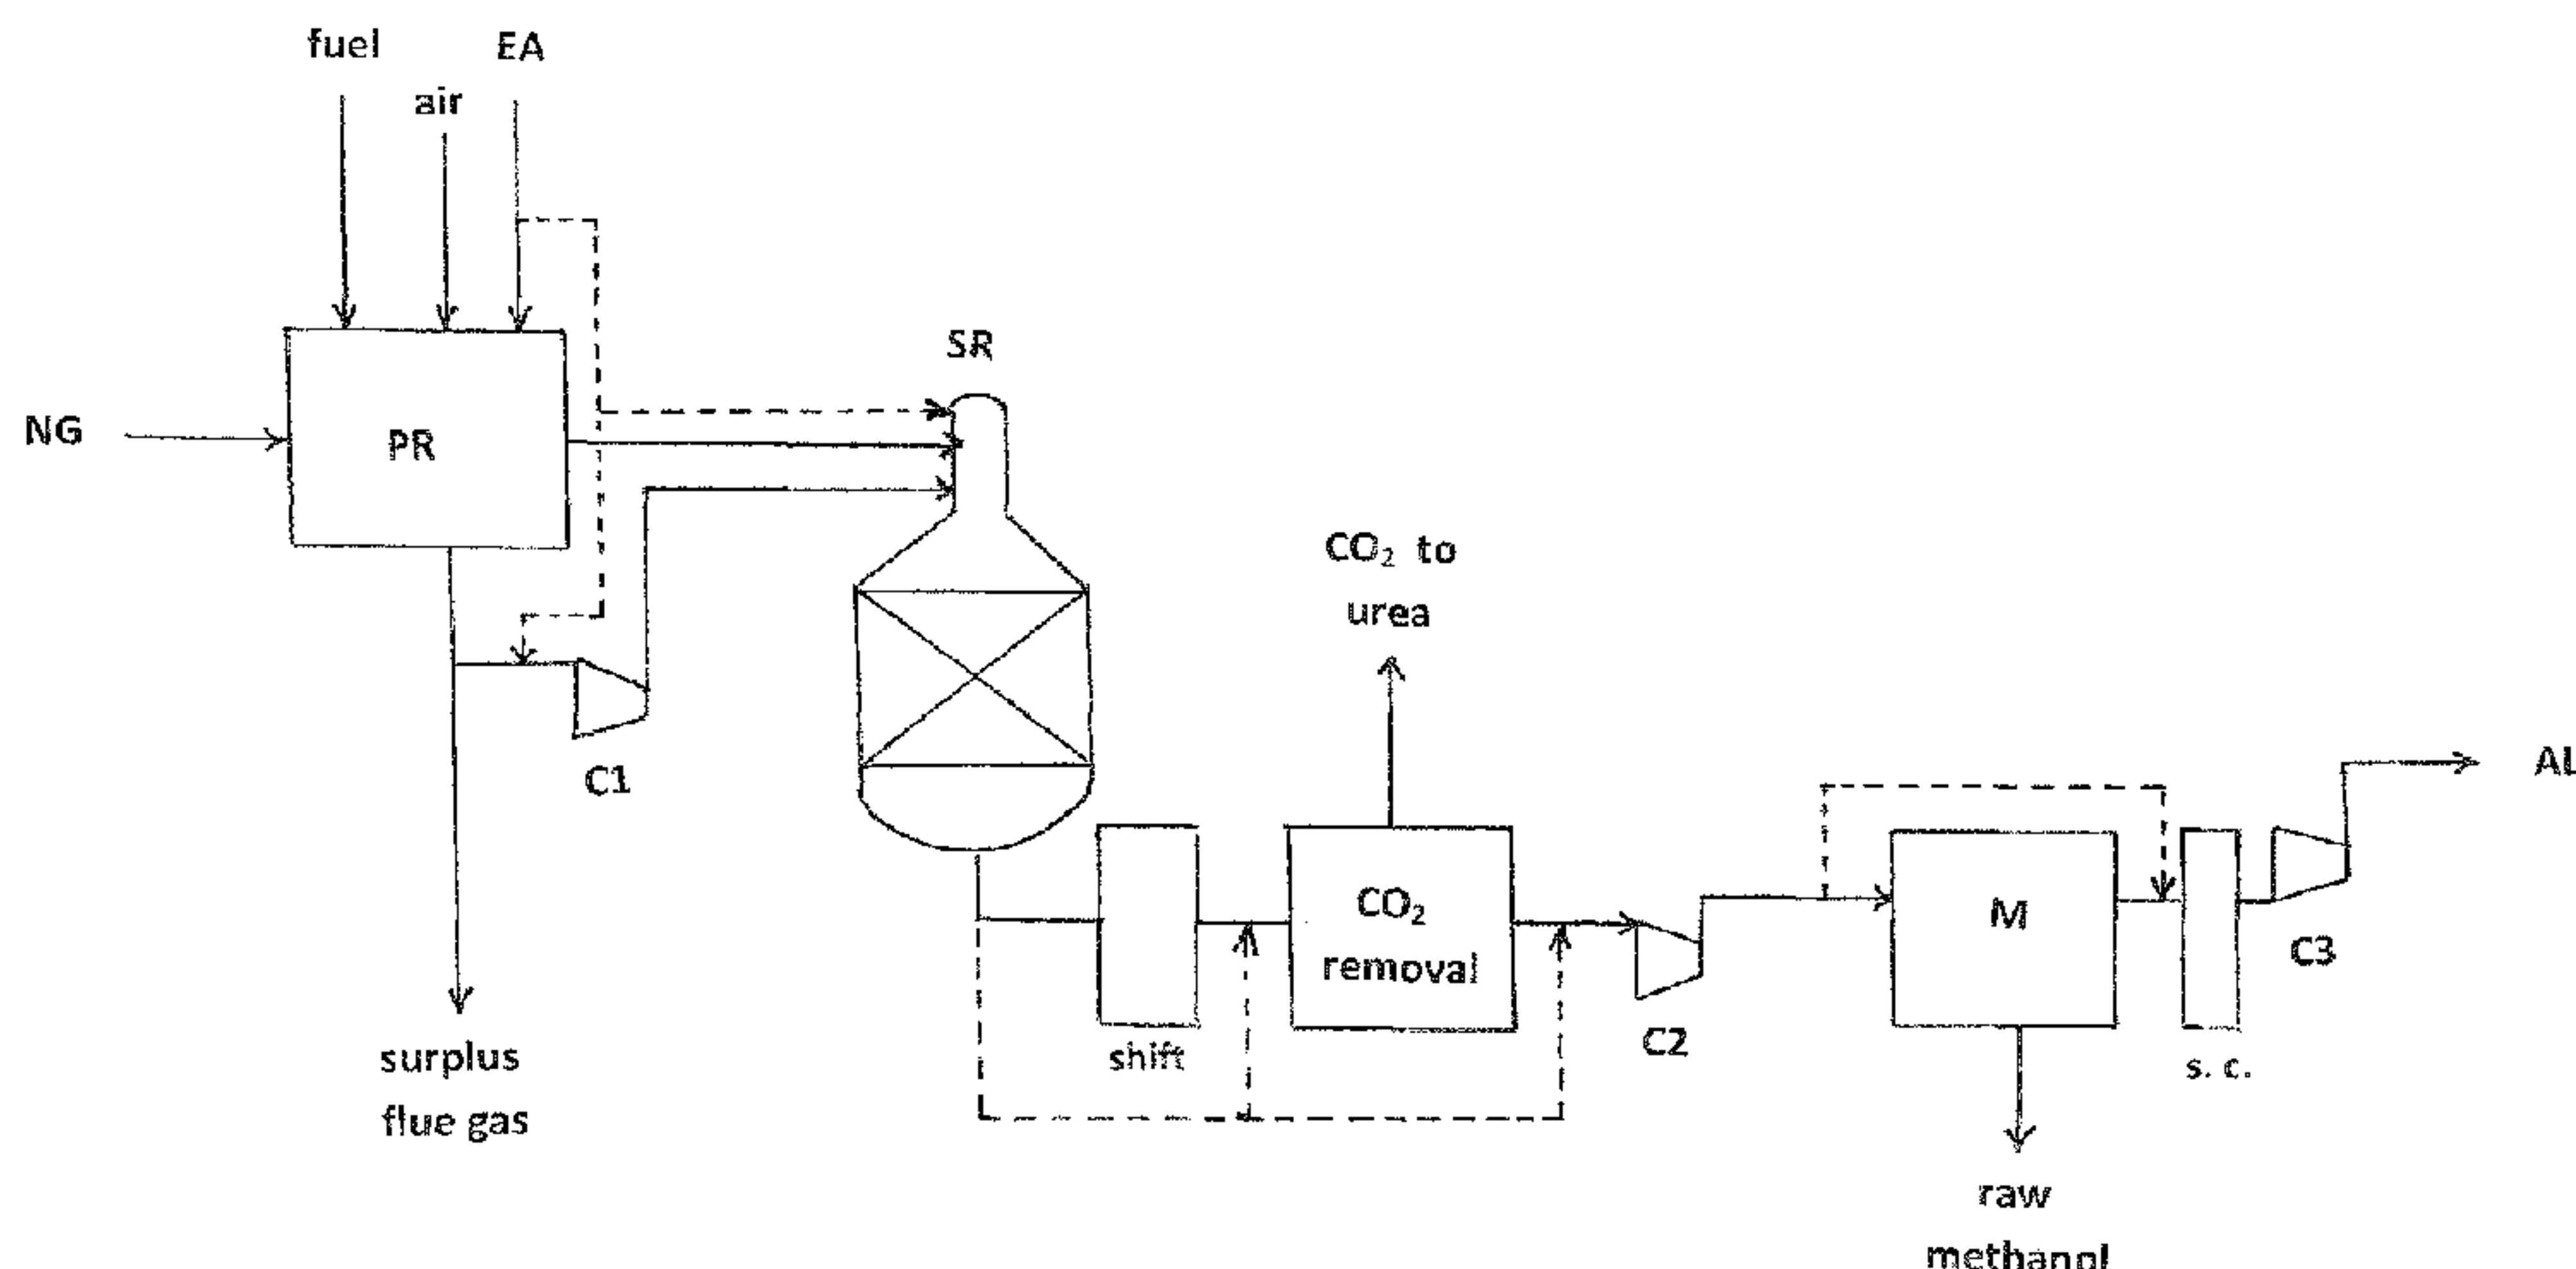 fuel
EA
air
SR
NG
PR
CO₂ to
urea
C1
AL
CO₂
removal
M
C3
C2
shift
s. c.
surplus
flue gas
raw
methanol